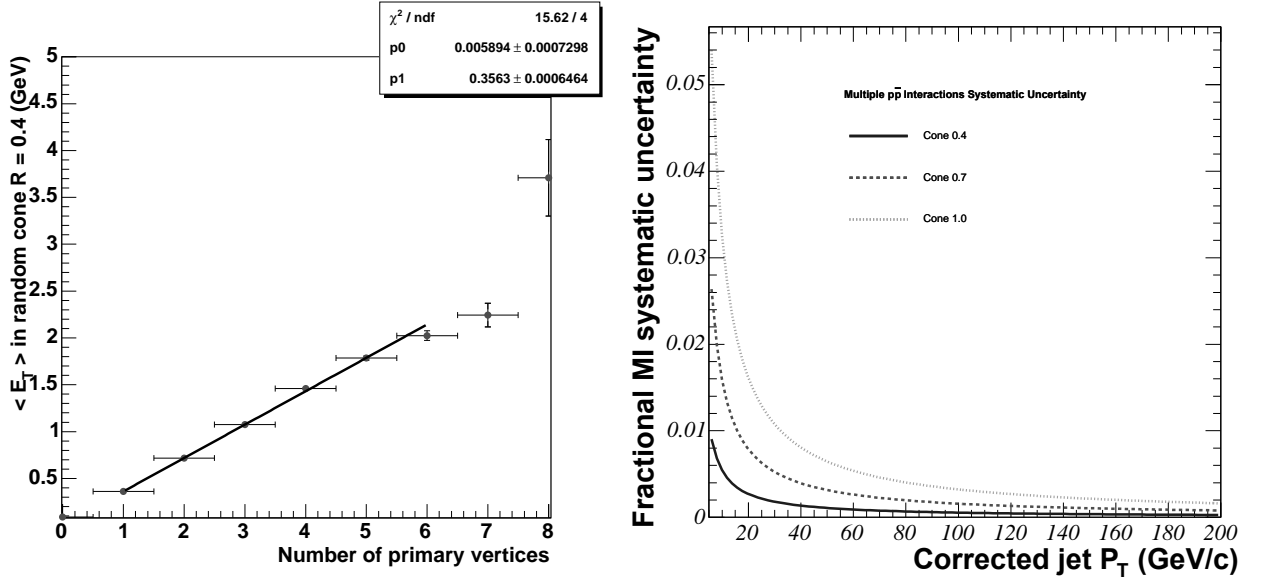 χ² / ndf 15.62 / 4
p0 0.005894 ± 0.0007298
p1 0.3563 ± 0.0006464
< E_T > in random cone R = 0.4 (GeV)
5
4.5
4
3.5
3
2.5
2
1.5
1
0.5
0 1 2 3 4 5 6 7 8
Number of primary vertices
Fractional MI systematic uncertainty
0.05
0.04
0.03
0.02
0.01
0
Multiple pp̄ Interactions Systematic Uncertainty
Cone 0.4
Cone 0.7
Cone 1.0
20 40 60 80 100 120 140 160 180 200
Corrected jet P_T (GeV/c)